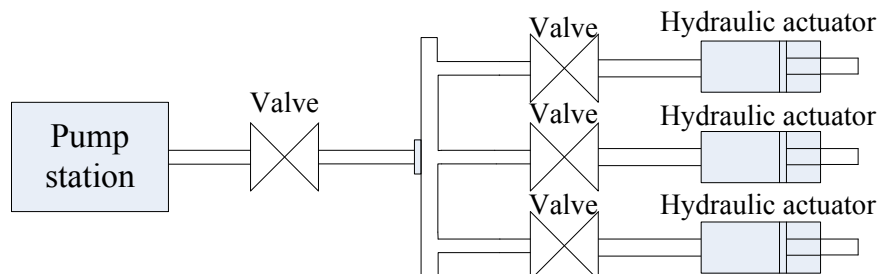 Valve
Hydraulic actuator
Valve
Pump
station
Valve
Hydraulic actuator
Valve
Hydraulic actuator